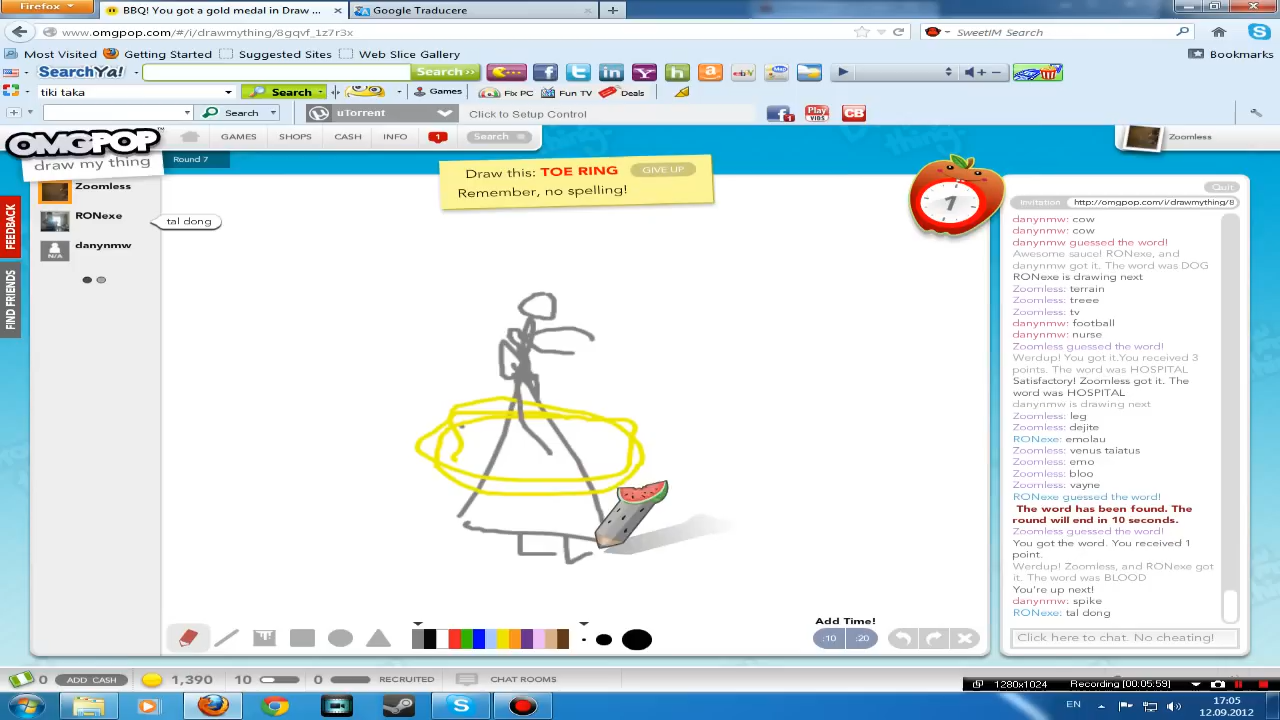 Firefox
BBQ! You got a gold medal in Draw ...
Google Traducere
www.omgpop.com/#/i/drawmything/8gqvf_1z7r3x
SweetIM Search
Most Visited
Getting Started
Suggested Sites
Web Slice Gallery
Bookmarks
SearchYa!
Search >>
tiki taka
Search
Games
Fix PC
Fun TV
Deals
Search
uTorrent
Click to Setup Control
OMGPOP
GAMES
SHOPS
CASH
INFO
1
Search
Zoomless
draw my thing
Round 7
Draw this: TOE RING
GIVE UP
Remember, no spelling!
1
FEEDBACK
FIND FRIENDS
Zoomless
RONexe
tal dong
danynmw
N/A
Quit
Invitation
http://omgpop.com/i/drawmything/8
danynmw: cow
danynmw: cow
danynmw guessed the word!
Awesome sauce! RONexe, and
danynmw got it. The word was DOG
RONexe is drawing next
Zoomless: terrain
Zoomless: treee
Zoomless: tv
danynmw: football
danynmw: nurse
Zoomless guessed the word!
Werdup! You got it.You received 3
points. The word was HOSPITAL
Satisfactory! Zoomless got it. The
word was HOSPITAL
danynmw is drawing next
Zoomless: leg
Zoomless: dejite
RONexe: emolau
Zoomless: venus taiatus
Zoomless: emo
Zoomless: bloo
Zoomless: vayne
RONexe guessed the word!
The word has been found. The
round will end in 10 seconds.
Zoomless guessed the word!
You got the word. You received 1
point.
Werdup! Zoomless, and RONexe got
it. The word was BLOOD
You're up next!
danynmw: spike
RONexe: tal dong
Click here to chat. No cheating!
Add Time!
:10
:20
0
ADD CASH
1,390
10
0
RECRUITED
CHAT ROOMS
1280x1024
Recording [00:05:59]
EN
17:05
12.09.2012